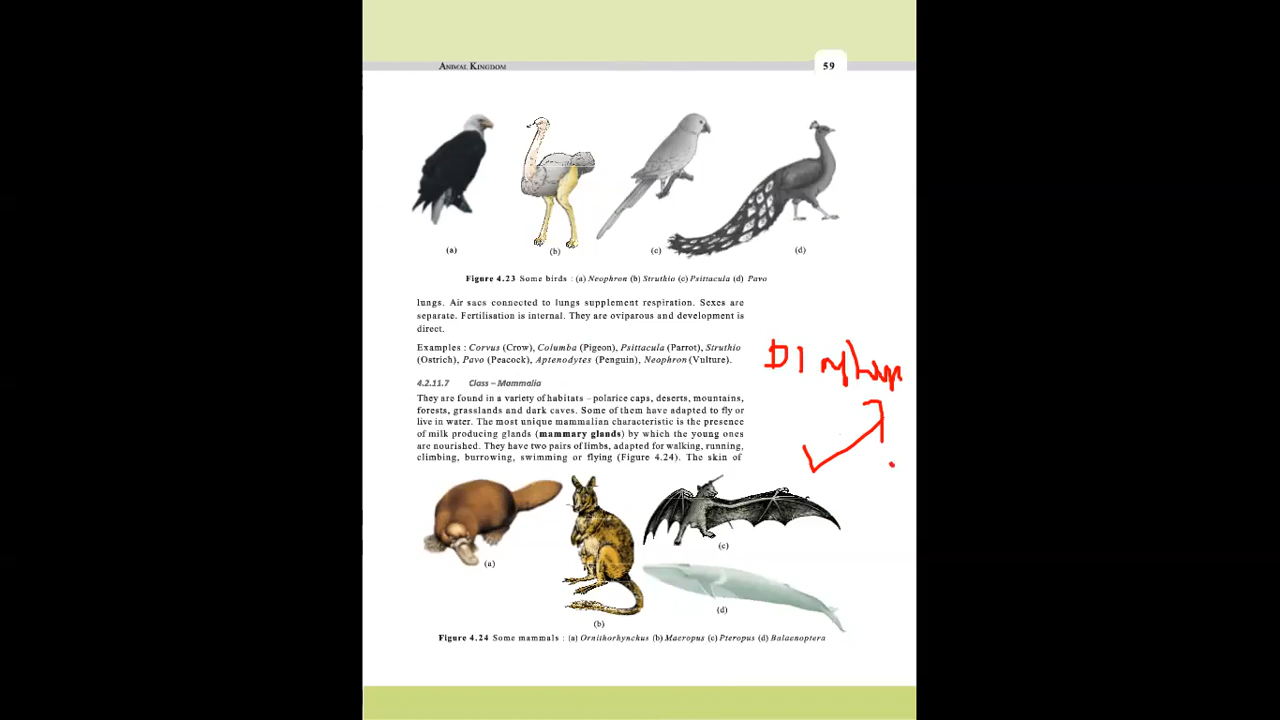 ANIMAL KINGDOM
59
(a)
(b)
(c)
(d)
Figure 4.23 Some birds : (a) Neophron (b) Struthio (c) Psittacula (d) Pavo
lungs. Air sacs connected to lungs supplement respiration. Sexes are
separate. Fertilisation is internal. They are oviparous and development is
direct.
Examples : Corvus (Crow), Columba (Pigeon), Psittacula (Parrot), Struthio
(Ostrich), Pavo (Peacock), Aptenodytes (Penguin), Neophron (Vulture).
4.2.11.7 Class – Mammalia
They are found in a variety of habitats – polarice caps, deserts, mountains,
forests, grasslands and dark caves. Some of them have adapted to fly or
live in water. The most unique mammalian characteristic is the presence
of milk producing glands (mammary glands) by which the young ones
are nourished. They have two pairs of limbs, adapted for walking, running,
climbing, burrowing, swimming or flying (Figure 4.24). The skin of
(a)
(b)
(c)
(d)
Figure 4.24 Some mammals : (a) Ornithorhynchus (b) Macropus (c) Pteropus (d) Balaenoptera